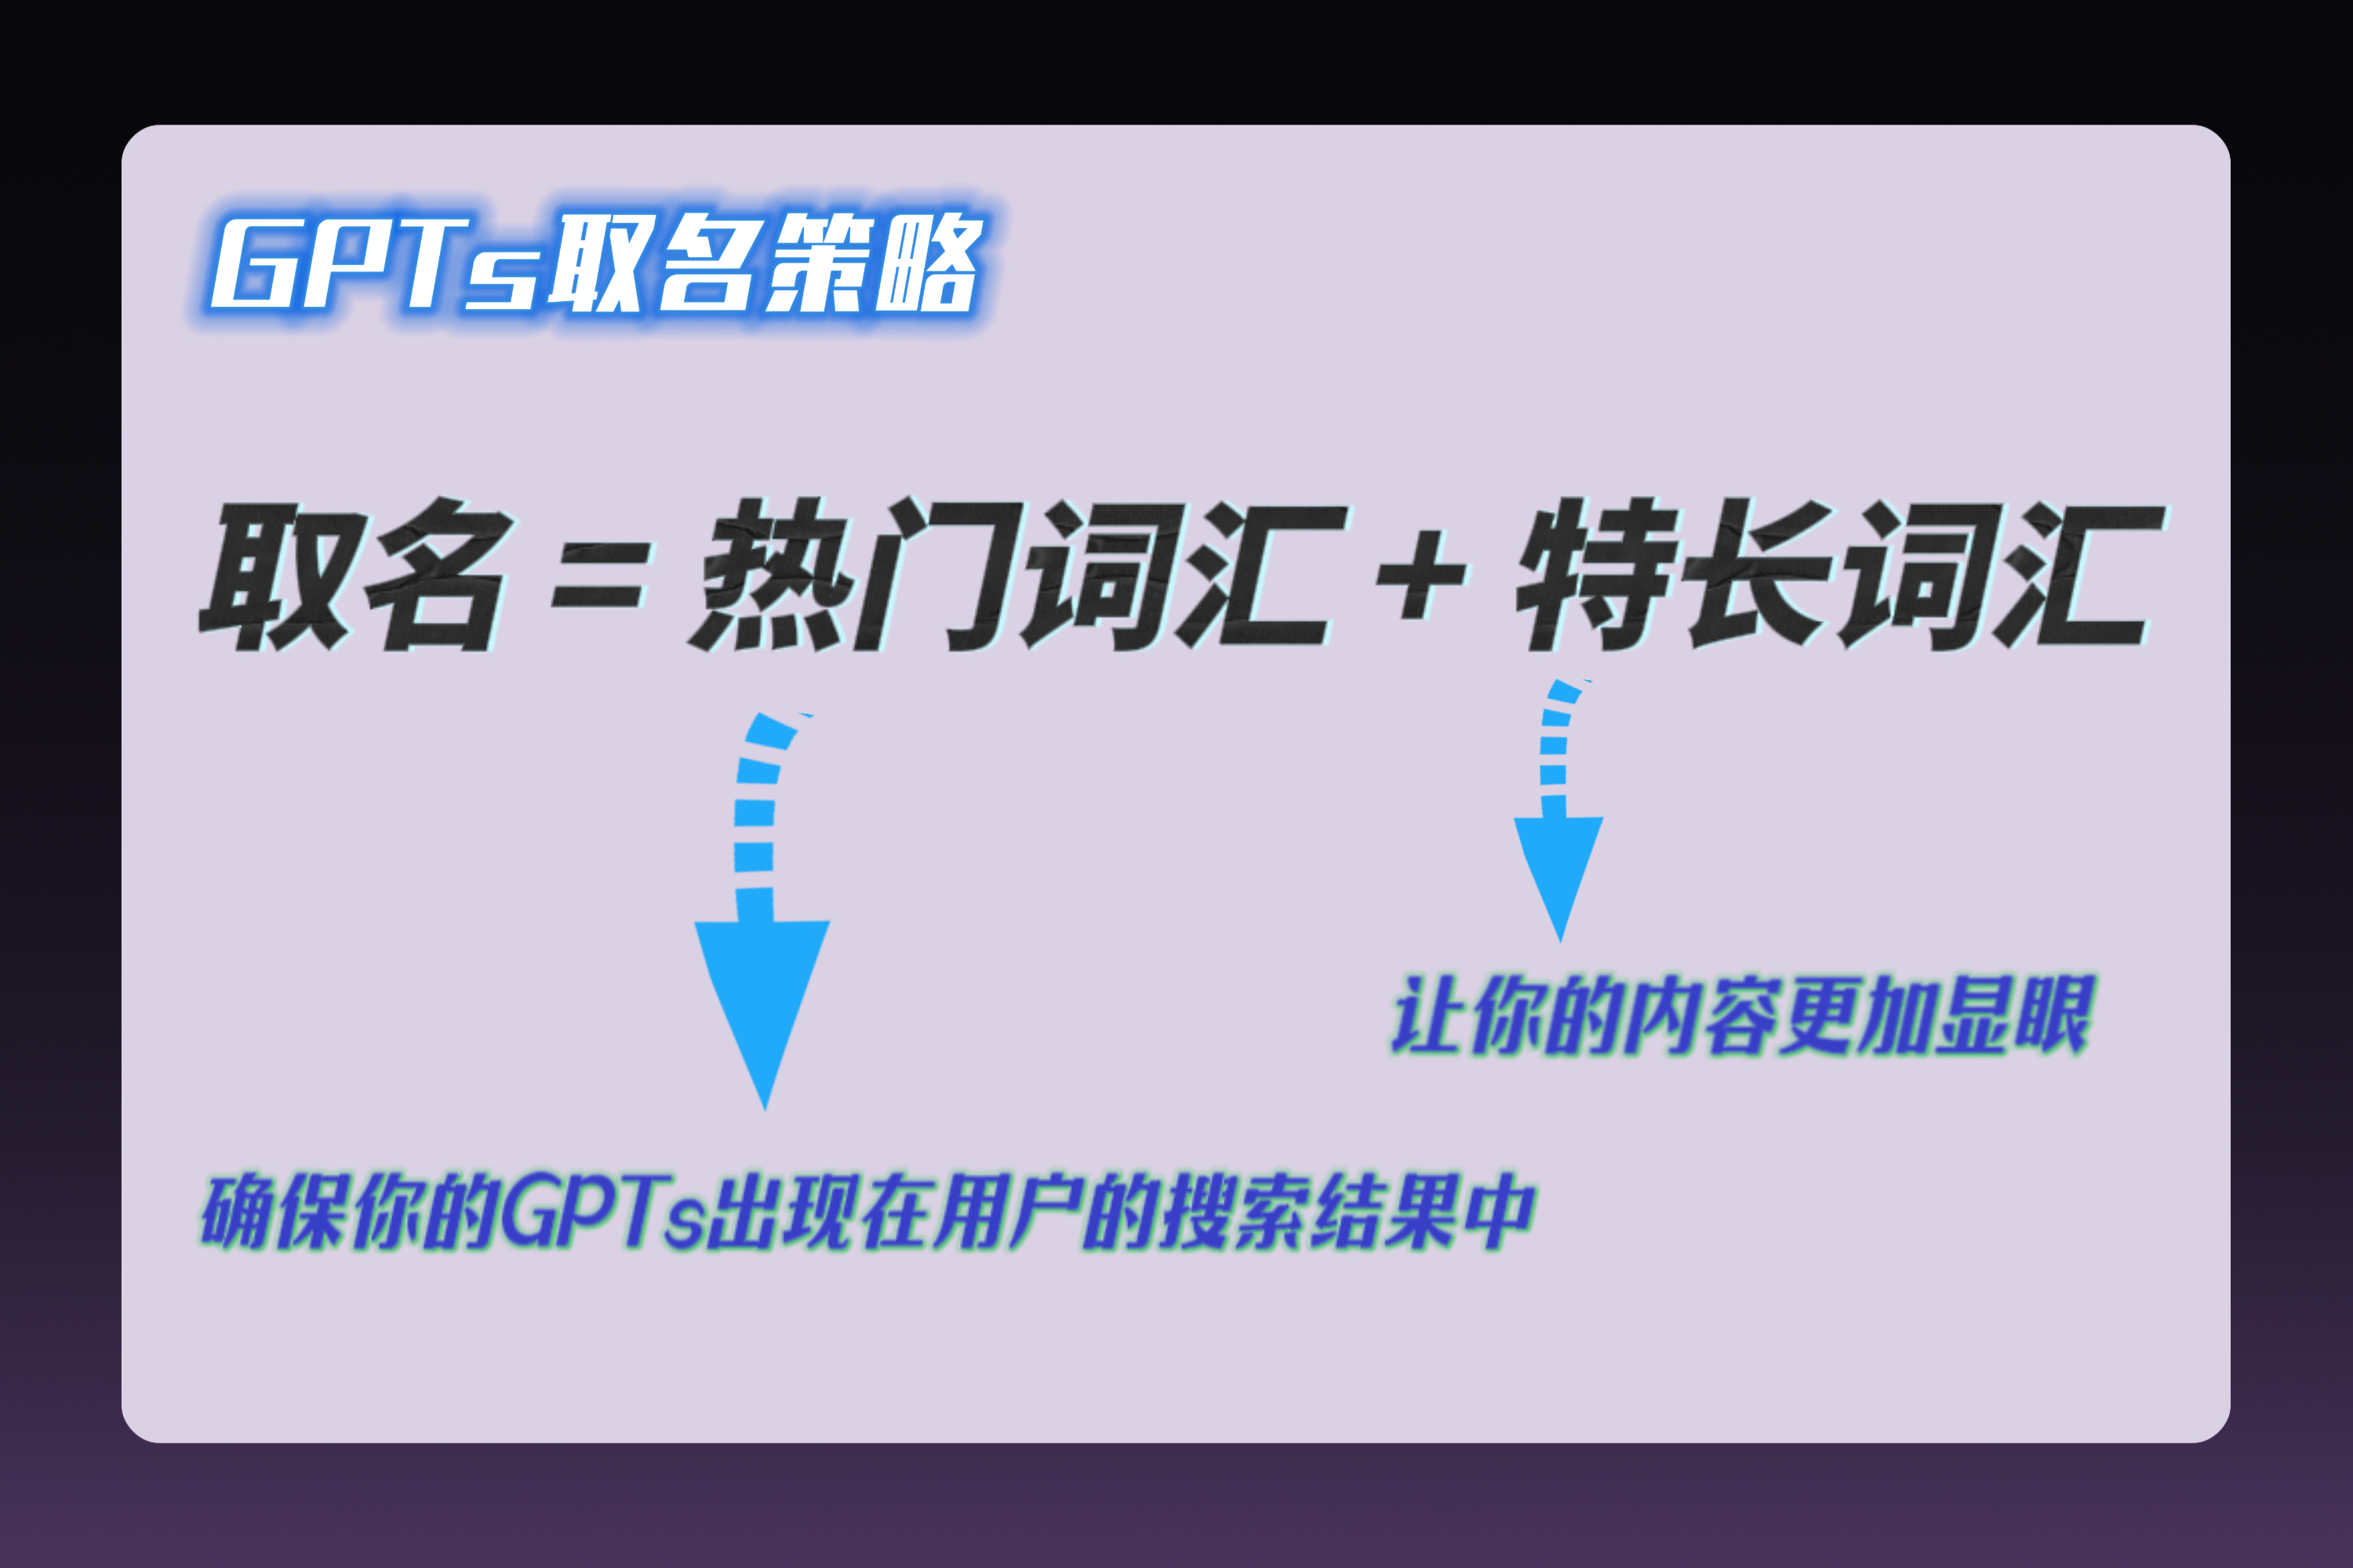 GPTs取名策略
取名 = 热门词汇 + 特长词汇
让你的内容更加显眼
确保你的GPTs出现在用户的搜索结果中